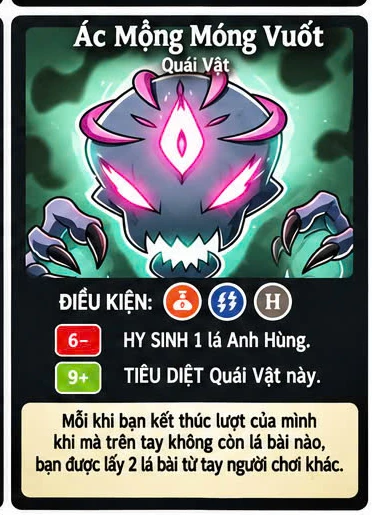 Ác Mộng Móng Vuốt
Quái Vật
ĐIỀU KIỆN: H
6– HY SINH 1 lá Anh Hùng.
9+ TIÊU DIỆT Quái Vật này.
Mỗi khi bạn kết thúc lượt của mình
khi mà trên tay không còn lá bài nào,
bạn được lấy 2 lá bài từ tay người chơi khác.